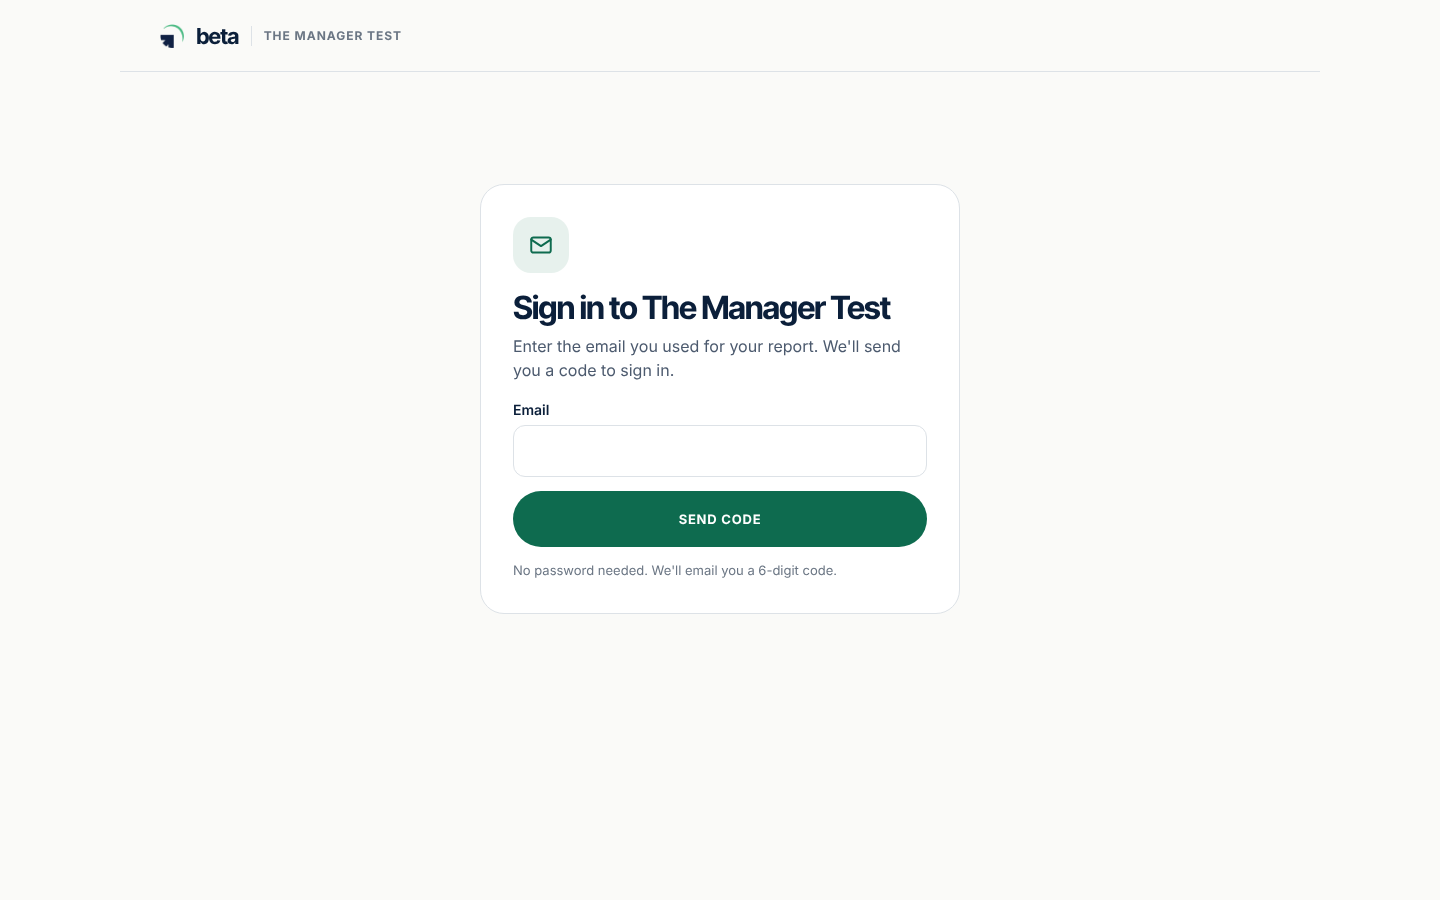 beta
THE MANAGER TEST
Sign in to The Manager Test
Enter the email you used for your report. We'll send
you a code to sign in.
Email
SEND CODE
No password needed. We'll email you a 6-digit code.